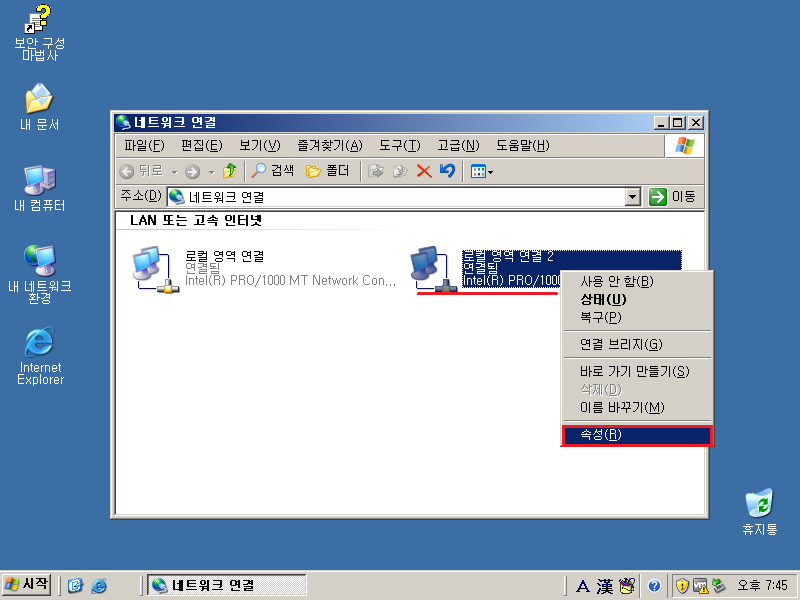 보안 구성
마법사
내 문서
내 컴퓨터
내 네트워크
환경
Internet
Explorer
네트워크 연결
파일(F) 편집(E) 보기(V) 즐겨찾기(A) 도구(T) 고급(N) 도움말(H)
뒤로 검색 폴더
주소(D) 네트워크 연결 이동
LAN 또는 고속 인터넷
로컬 영역 연결
연결됨
Intel(R) PRO/1000 MT Network Con...
로컬 영역 연결 2
연결됨
Intel(R) PRO/1000
사용 안 함(B)
상태(U)
복구(P)
연결 브리지(G)
바로 가기 만들기(S)
삭제(D)
이름 바꾸기(M)
속성(R)
휴지통
시작 네트워크 연결 A 漢 오후 7:45